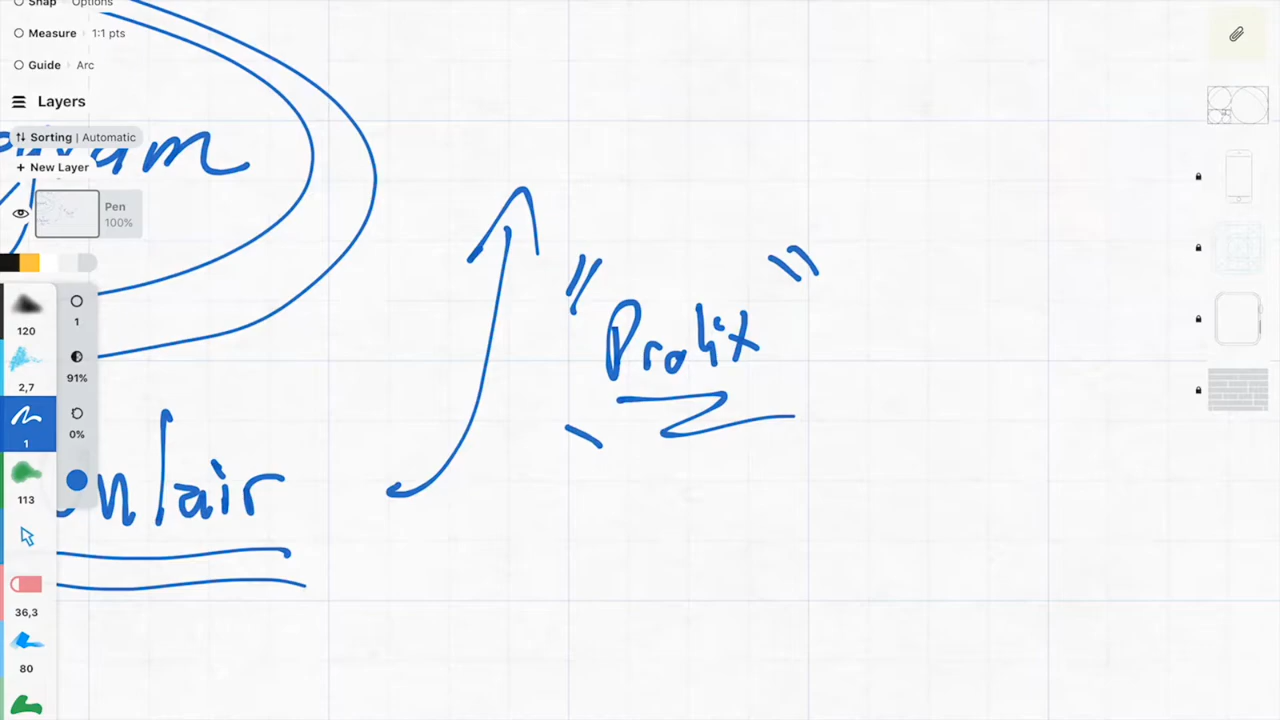 Snap Options
Measure 1:1 pts
Guide Arc
Layers
Sorting | Automatic
+ New Layer
Pen
100%
120
1
2,7
91%
1
0%
113
36,3
80
"Prolix"